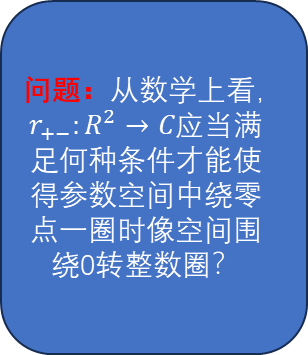 问题：从数学上看,
𝑟₊₋: 𝑅² → 𝐶应当满
足何种条件才能使
得参数空间中绕零
点一圈时像空间围
绕0转整数圈？